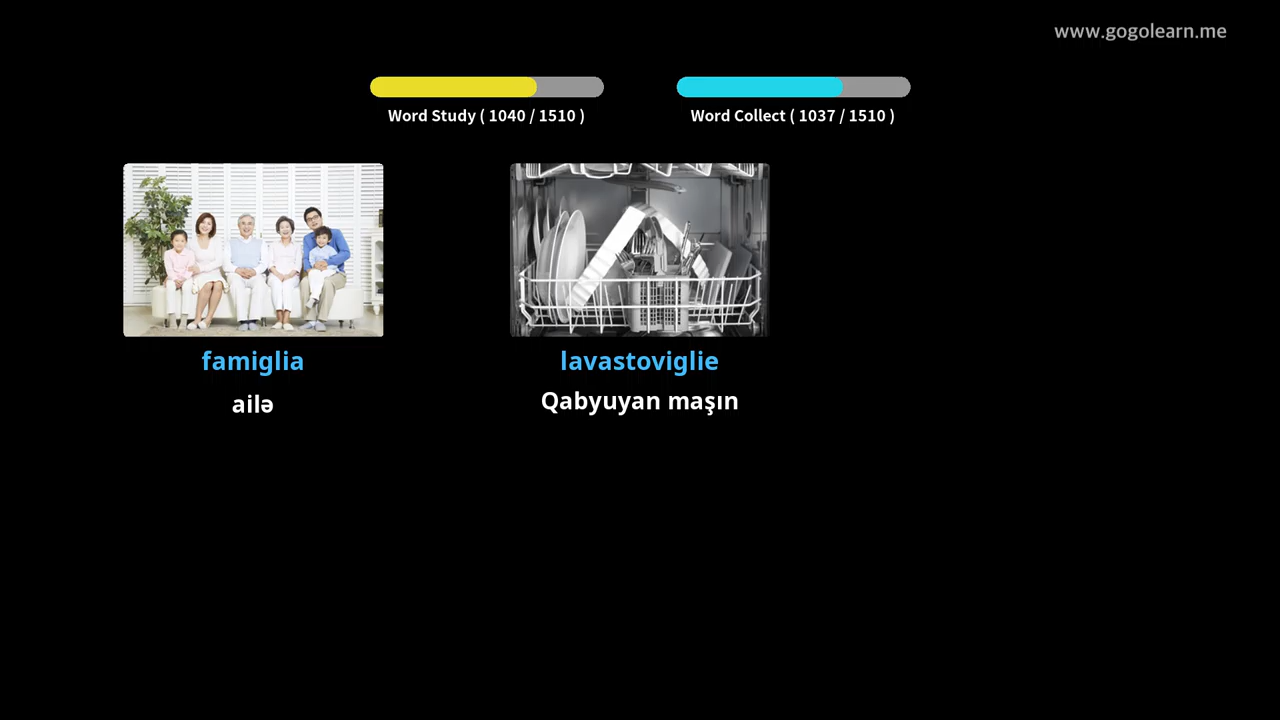 www.gogolearn.me
Word Study ( 1040 / 1510 )
Word Collect ( 1037 / 1510 )
famiglia
ailə
lavastoviglie
Qabyuyan maşın